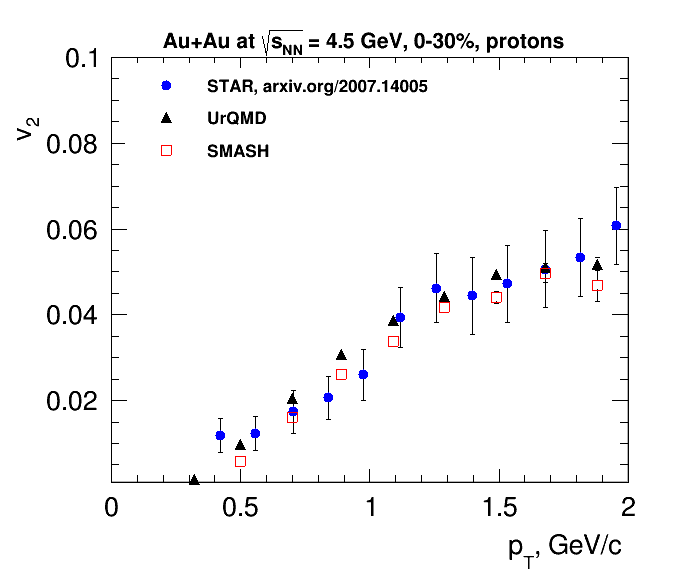 Au+Au at √sNN = 4.5 GeV, 0-30%, protons
0.1
STAR, arxiv.org/2007.14005
UrQMD
SMASH
v2
0.08
0.06
0.04
0.02
0 0.5 1 1.5 2
pT, GeV/c